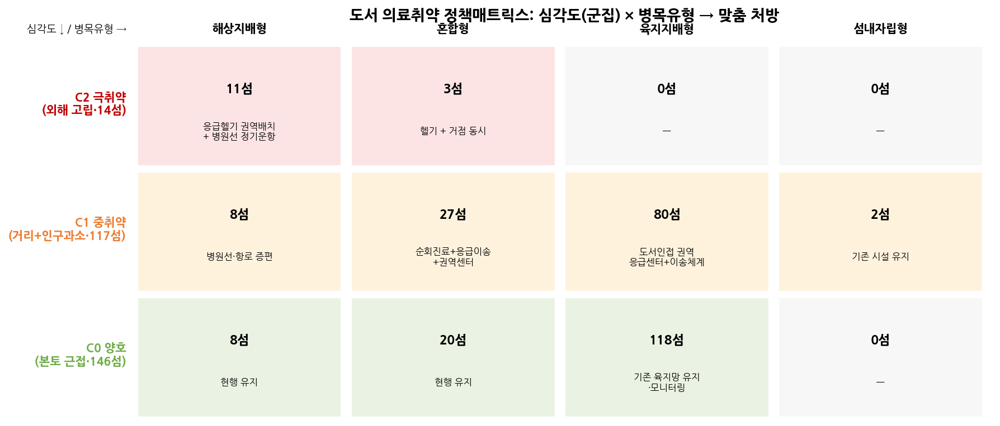 도서 의료취약 정책매트릭스: 심각도(군집) × 병목유형 → 맞춤 처방
심각도 ↓ / 병목유형 →
해상지배형
혼합형
육지지배형
섬내자립형
C2 극취약
(외해 고립·14섬)
11섬
응급헬기 권역배치
+ 병원선 정기운항
3섬
헬기 + 거점 동시
0섬
—
0섬
—
C1 중취약
(거리+인구과소·117섬)
8섬
병원선·항로 증편
27섬
순회진료+응급이송
+권역센터
80섬
도서인접 권역
응급센터+이송체계
2섬
기존 시설 유지
C0 양호
(본토 근접·146섬)
8섬
현행 유지
20섬
현행 유지
118섬
기존 육지망 유지
·모니터링
0섬
—